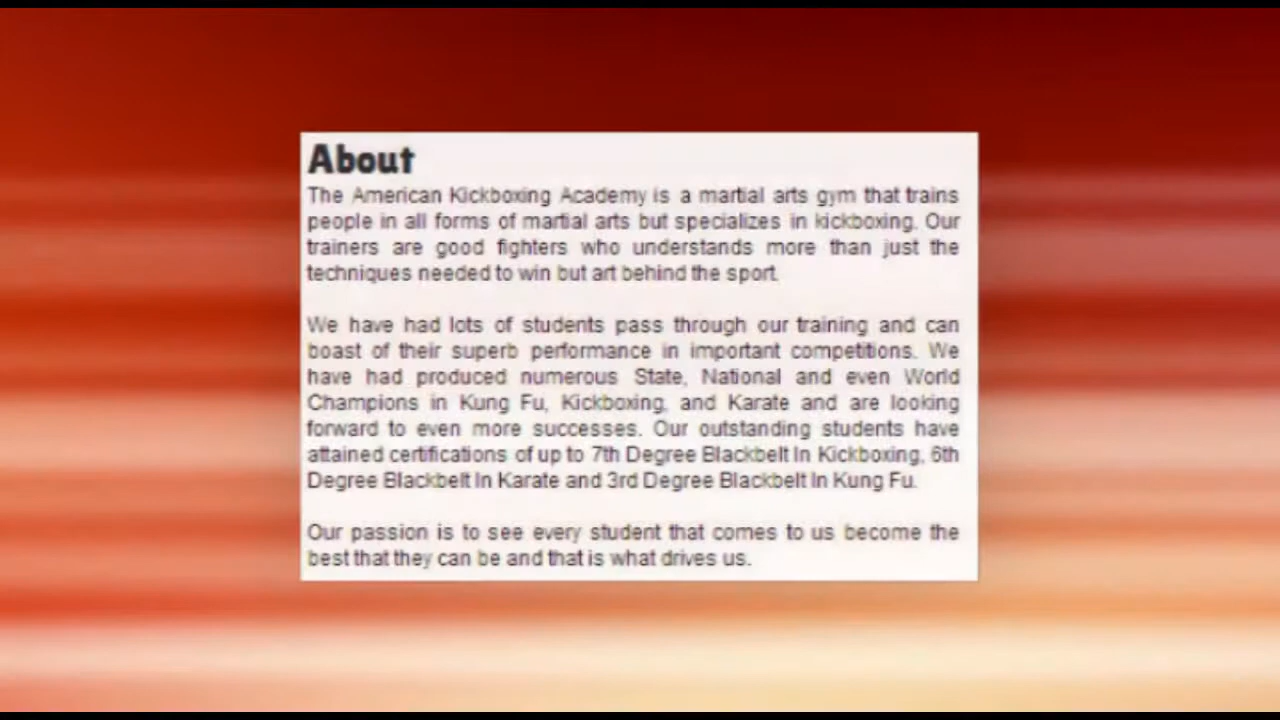 About
The American Kickboxing Academy is a martial arts gym that trains
people in all forms of martial arts but specializes in kickboxing. Our
trainers are good fighters who understands more than just the
techniques needed to win but art behind the sport.
We have had lots of students pass through our training and can
boast of their superb performance in important competitions. We
have had produced numerous State, National and even World
Champions in Kung Fu, Kickboxing, and Karate and are looking
forward to even more successes. Our outstanding students have
attained certifications of up to 7th Degree Blackbelt In Kickboxing, 6th
Degree Blackbelt In Karate and 3rd Degree Blackbelt In Kung Fu.
Our passion is to see every student that comes to us become the
best that they can be and that is what drives us.